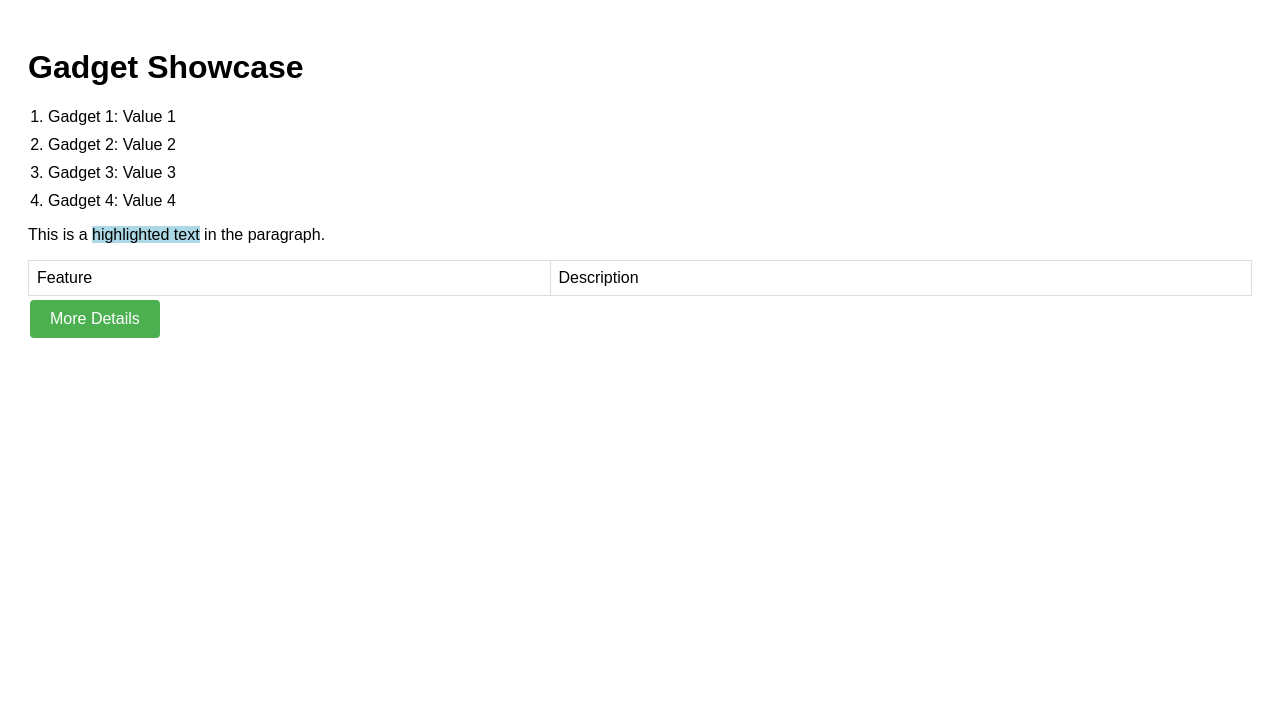 Gadget Showcase
1. Gadget 1: Value 1
2. Gadget 2: Value 2
3. Gadget 3: Value 3
4. Gadget 4: Value 4
This is a highlighted text in the paragraph.
Feature Description
More Details